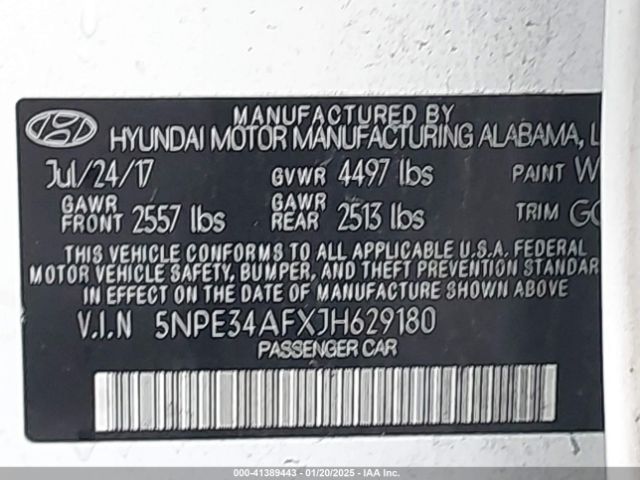 MANUFACTURED BY
HYUNDAI MOTOR MANUFACTURING ALABAMA, L
Jul/24/17 GVWR 4497 lbs PAINT W
GAWR FRONT 2557 lbs GAWR REAR 2513 lbs TRIM GC
THIS VEHICLE CONFORMS TO ALL APPLICABLE U.S.A. FEDERAL
MOTOR VEHICLE SAFETY, BUMPER, AND THEFT PREVENTION STANDAR
IN EFFECT ON THE DATE OF MANUFACTURE SHOWN ABOVE
V.I.N 5NPE34AFXJH629180
PASSENGER CAR
000-41389443 - 01/20/2025 - IAA Inc.